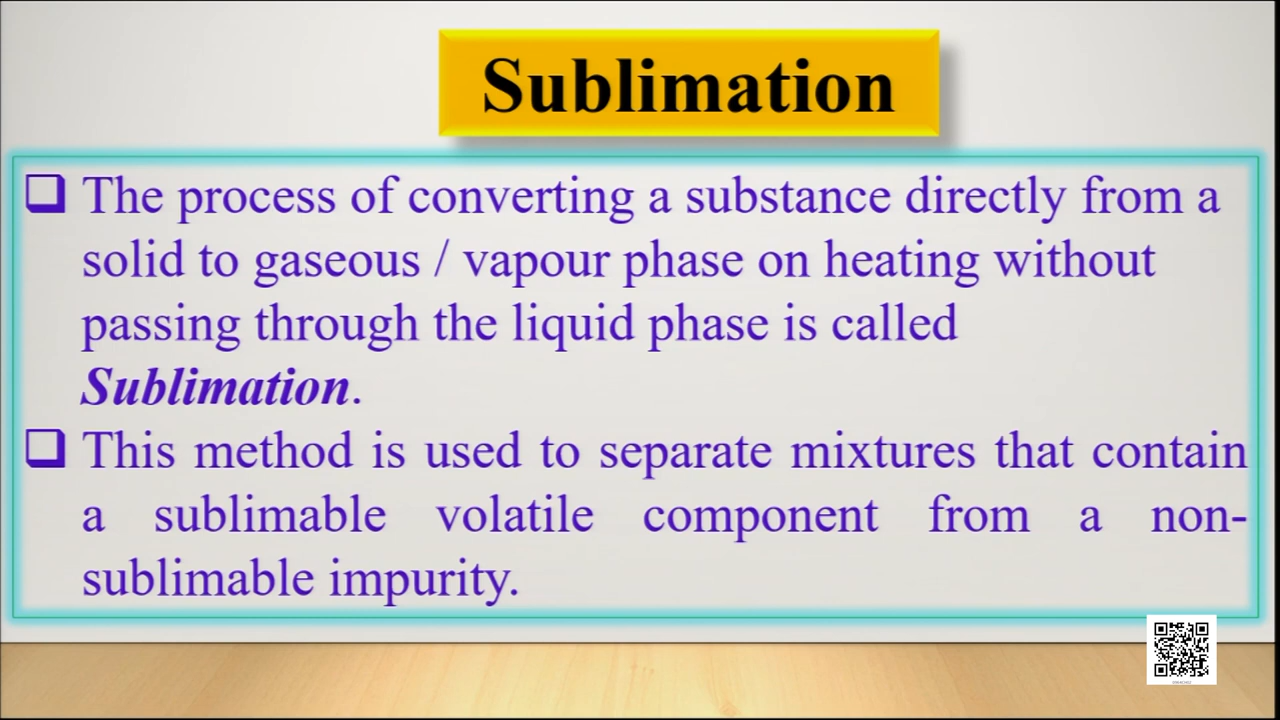 Sublimation
❑ The process of converting a substance directly from a
solid to gaseous / vapour phase on heating without
passing through the liquid phase is called
Sublimation.
❑ This method is used to separate mixtures that contain
a sublimable volatile component from a non-
sublimable impurity.